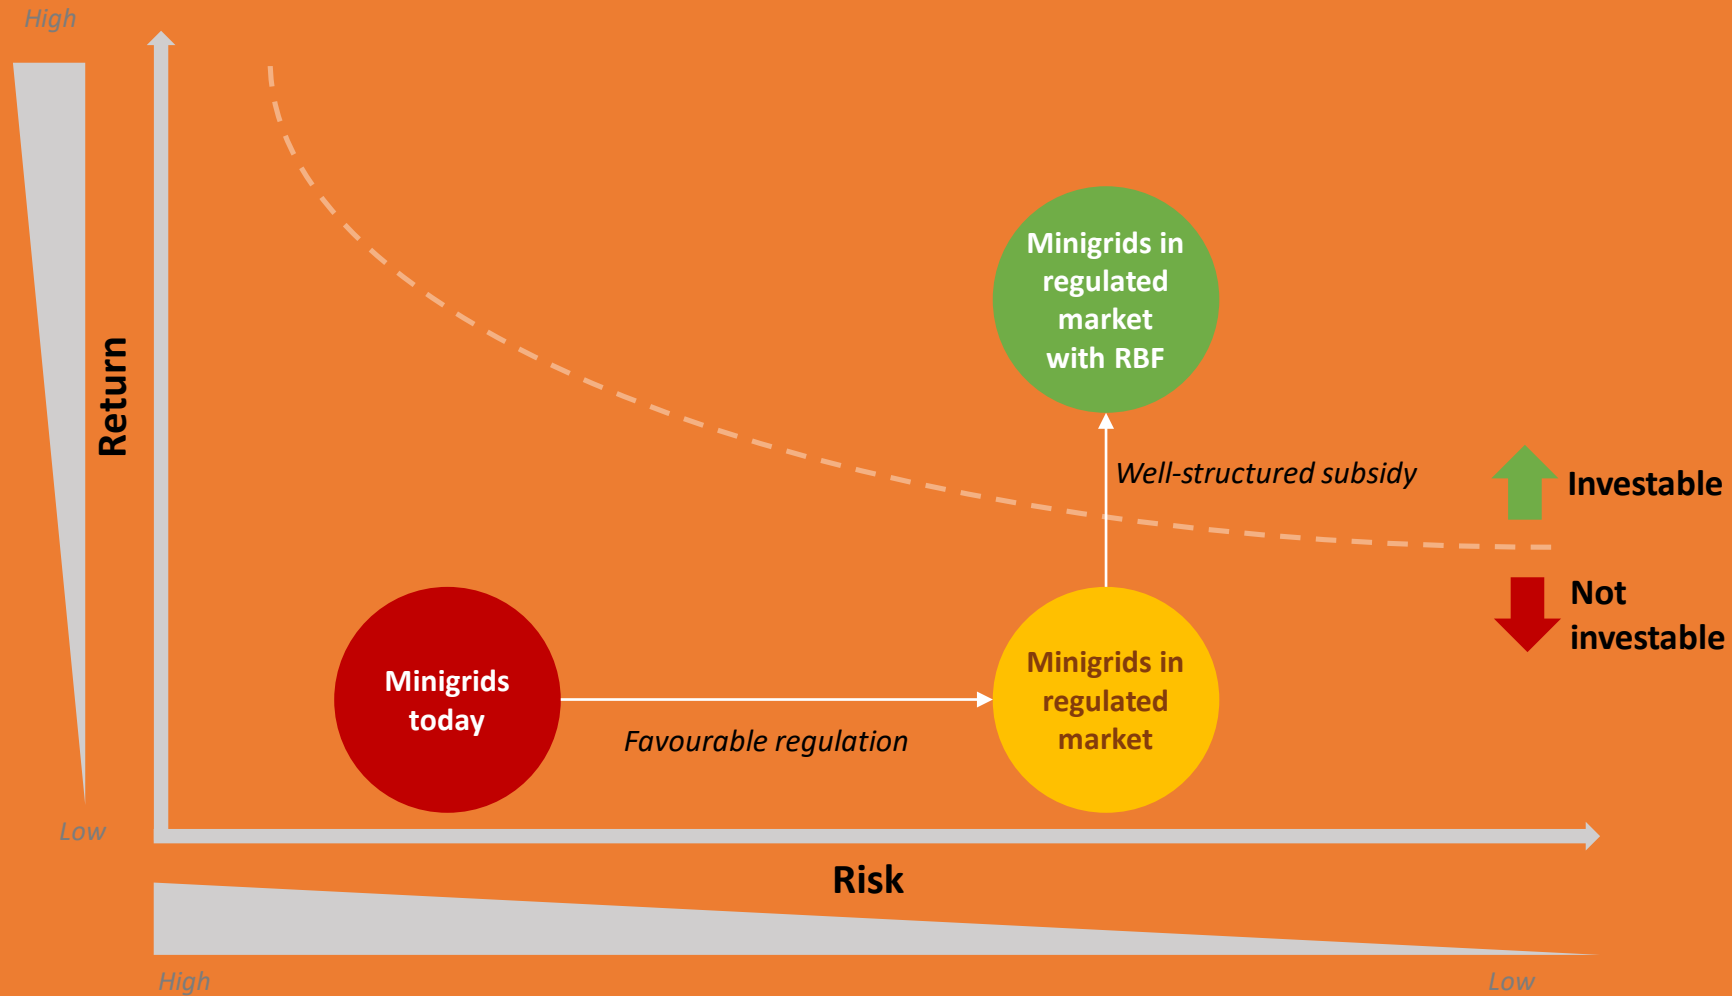 High
Return
Low
Minigrids in
regulated
market
with RBF
Well-structured subsidy
Investable
Not
investable
Minigrids
today
Favourable regulation
Minigrids in
regulated
market
Risk
High
Low